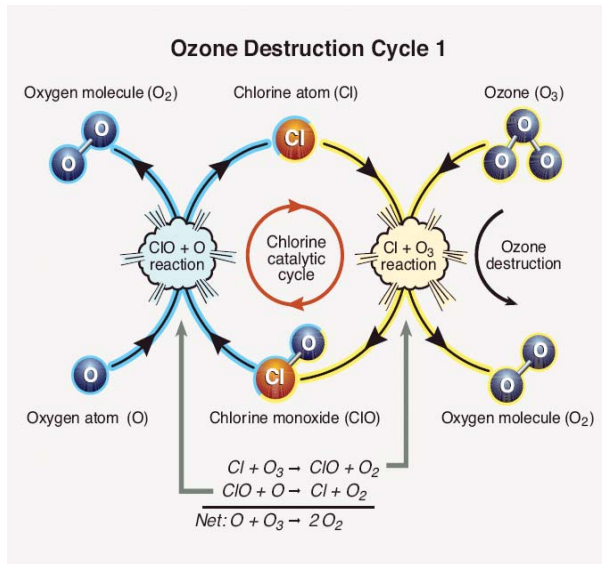 Ozone Destruction Cycle 1
Oxygen molecule (O₂)
Chlorine atom (Cl)
Ozone (O₃)
O
O
Cl
O
O
O
ClO + O
reaction
Chlorine
catalytic
cycle
Cl + O₃
reaction
Ozone
destruction
O
Cl
O
O
O
Oxygen atom (O)
Chlorine monoxide (ClO)
Oxygen molecule (O₂)
Cl + O₃ → ClO + O₂
ClO + O → Cl + O₂
Net: O + O₃ → 2 O₂